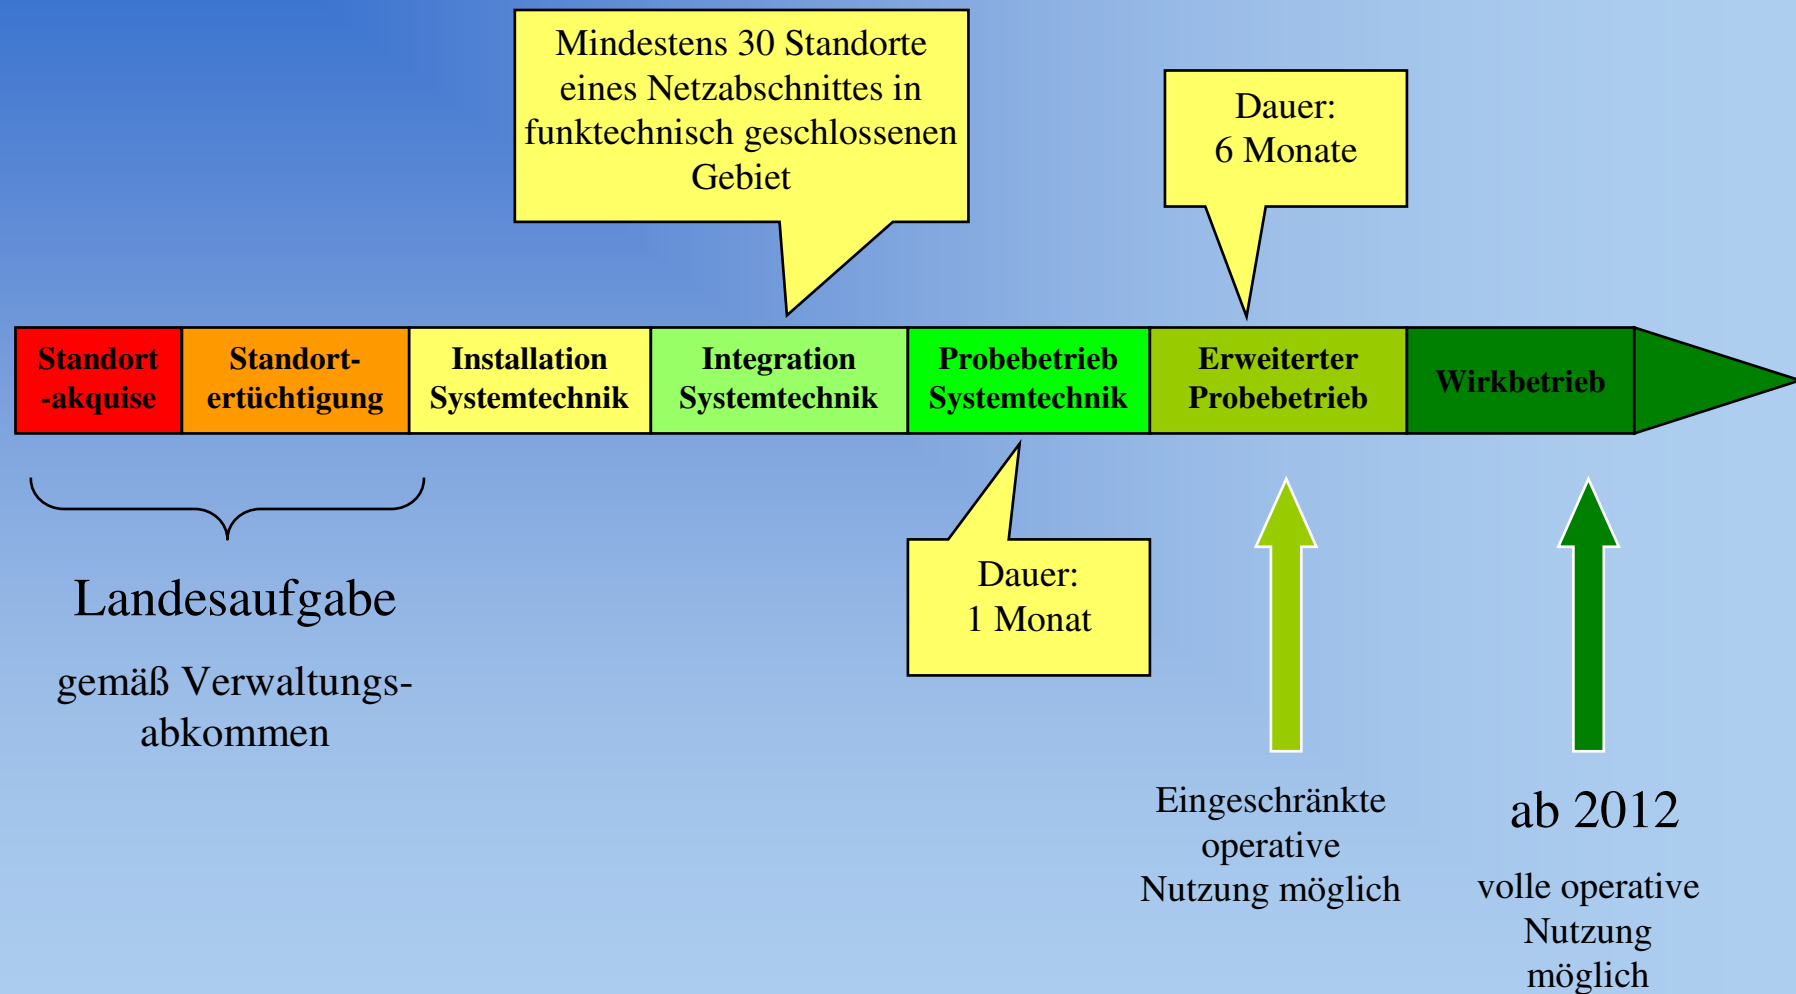 Mindestens 30 Standorte
eines Netzabschnittes in
funktechnisch geschlossenen
Gebiet
Dauer:
6 Monate
Standort
-akquise
Standort-
ertüchtigung
Installation
Systemtechnik
Integration
Systemtechnik
Probebetrieb
Systemtechnik
Erweiterter
Probebetrieb
Wirkbetrieb
Landesaufgabe
gemäß Verwaltungs-
abkommen
Dauer:
1 Monat
Eingeschränkte
operative
Nutzung möglich
ab 2012
volle operative
Nutzung
möglich